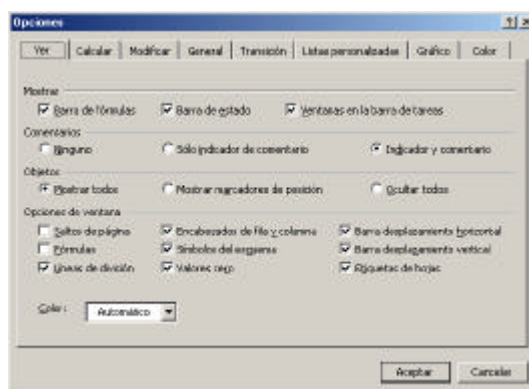 Opciones
Ver Calcular Modificar General Transición Listas personalizadas Gráfico Color
Mostrar
Barra de fórmulas Barra de estado Ventanas en la barra de tareas
Comentarios
Ninguno Sólo indicador de comentario Indicador y comentario
Objetos
Mostrar todos Mostrar marcadores de posición Ocultar todos
Opciones de ventana
Saltos de página Encabezados de fila y columna Barra desplazamiento horizontal
Fórmulas Símbolos del esquema Barra desplazamiento vertical
Líneas de división Valores cero Etiquetas de hojas
Color: Automático
Aceptar Cancelar